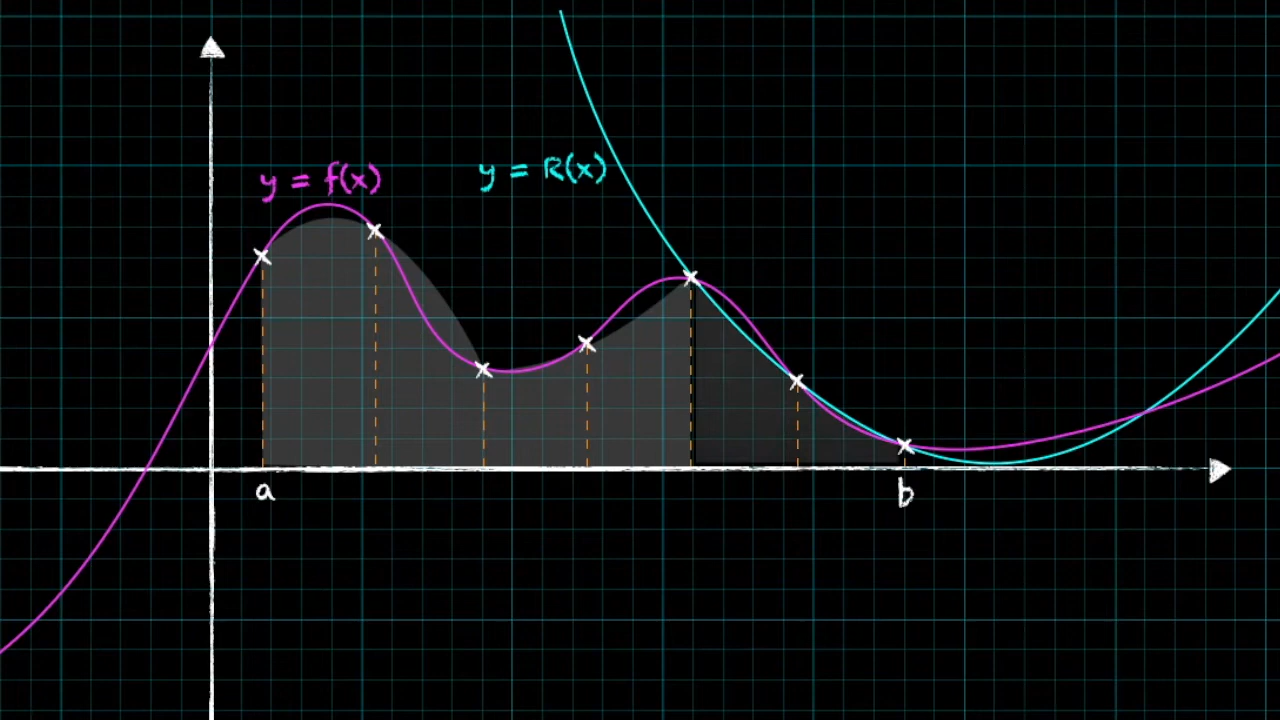 y = f(x)
y = R(x)
a
b